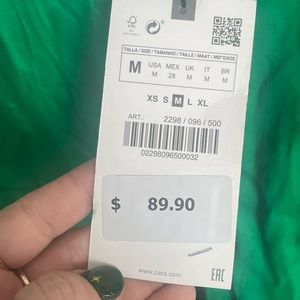 TALLA / SIZE / TAMANHO / TAILLE / MAAT / МЕГЕӨΟΣ
M
USA MEX UK IT BR
M 28 M M M
XS S M L XL
ART.: 2298 / 096 / 500
02298096500032
$ 89.90
www.zara.com
EAC